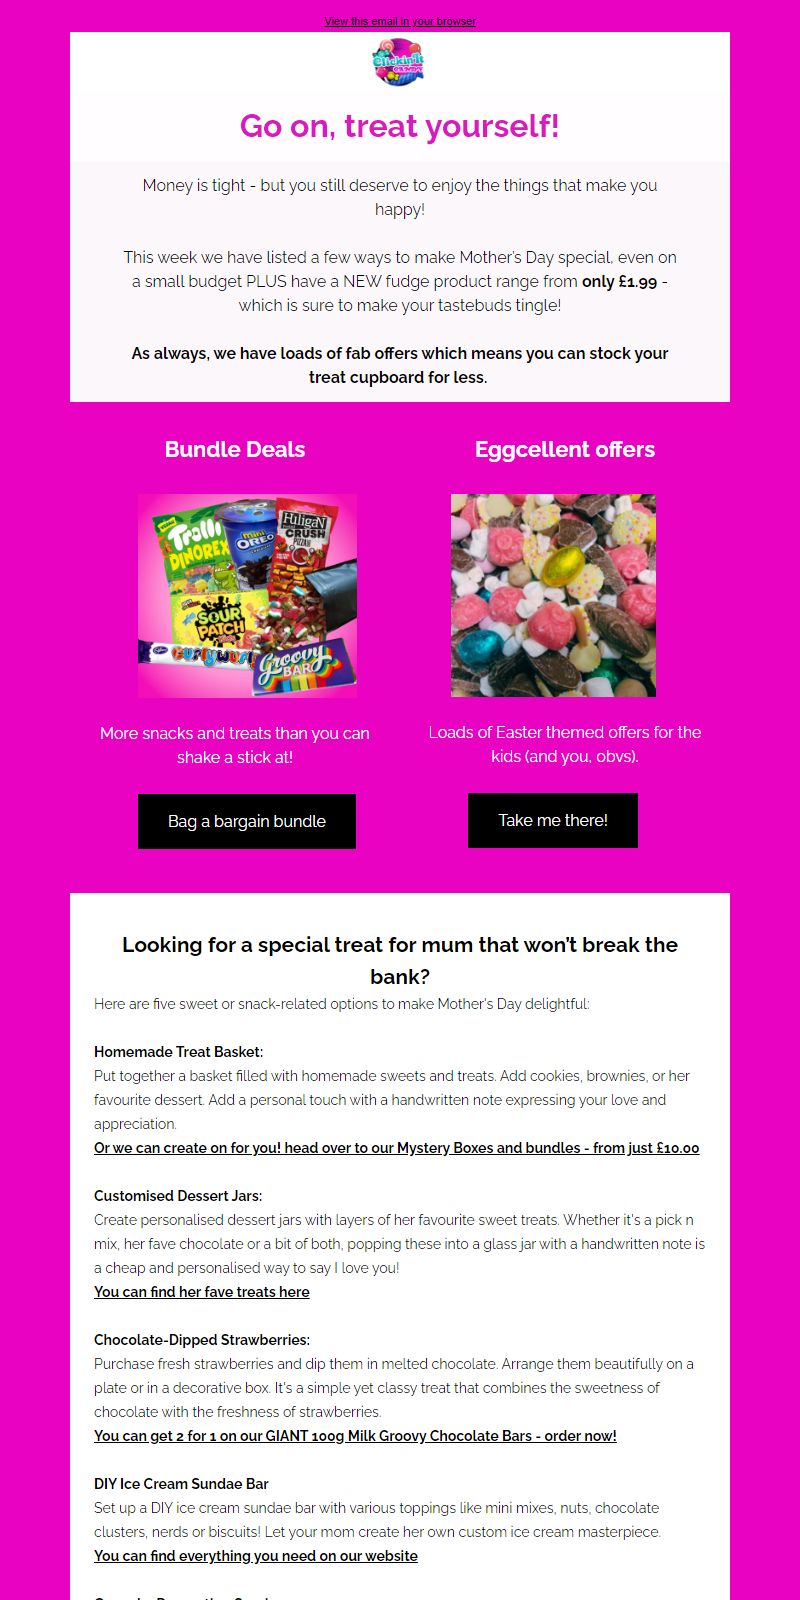 View this email in your browser
Go on, treat yourself!
Money is tight - but you still deserve to enjoy the things that make you
happy!
This week we have listed a few ways to make Mother's Day special, even on
a small budget PLUS have a NEW fudge product range from only £1.99 -
which is sure to make your tastebuds tingle!
As always, we have loads of fab offers which means you can stock your
treat cupboard for less.
Bundle Deals
Eggcellent offers
Trolli
DINOREX
mini
OREO
HuligaN
CRUSH
PIZZA
SOUR
PATCH
CurlyWurly
Groovy
BAR
More snacks and treats than you can
shake a stick at!
Loads of Easter themed offers for the
kids (and you, obvs).
Bag a bargain bundle
Take me there!
Looking for a special treat for mum that won't break the
bank?
Here are five sweet or snack-related options to make Mother's Day delightful:
Homemade Treat Basket:
Put together a basket filled with homemade sweets and treats. Add cookies, brownies, or her
favourite dessert. Add a personal touch with a handwritten note expressing your love and
appreciation.
Or we can create on for you! head over to our Mystery Boxes and bundles - from just £10.00
Customised Dessert Jars:
Create personalised dessert jars with layers of her favourite sweet treats. Whether it's a pick n
mix, her fave chocolate or a bit of both, popping these into a glass jar with a handwritten note is
a cheap and personalised way to say I love you!
You can find her fave treats here
Chocolate-Dipped Strawberries:
Purchase fresh strawberries and dip them in melted chocolate. Arrange them beautifully on a
plate or in a decorative box. It's a simple yet classy treat that combines the sweetness of
chocolate with the freshness of strawberries.
You can get 2 for 1 on our GIANT 100g Milk Groovy Chocolate Bars - order now!
DIY Ice Cream Sundae Bar
Set up a DIY ice cream sundae bar with various toppings like mini mixes, nuts, chocolate
clusters, nerds or biscuits! Let your mom create her own custom ice cream masterpiece.
You can find everything you need on our website